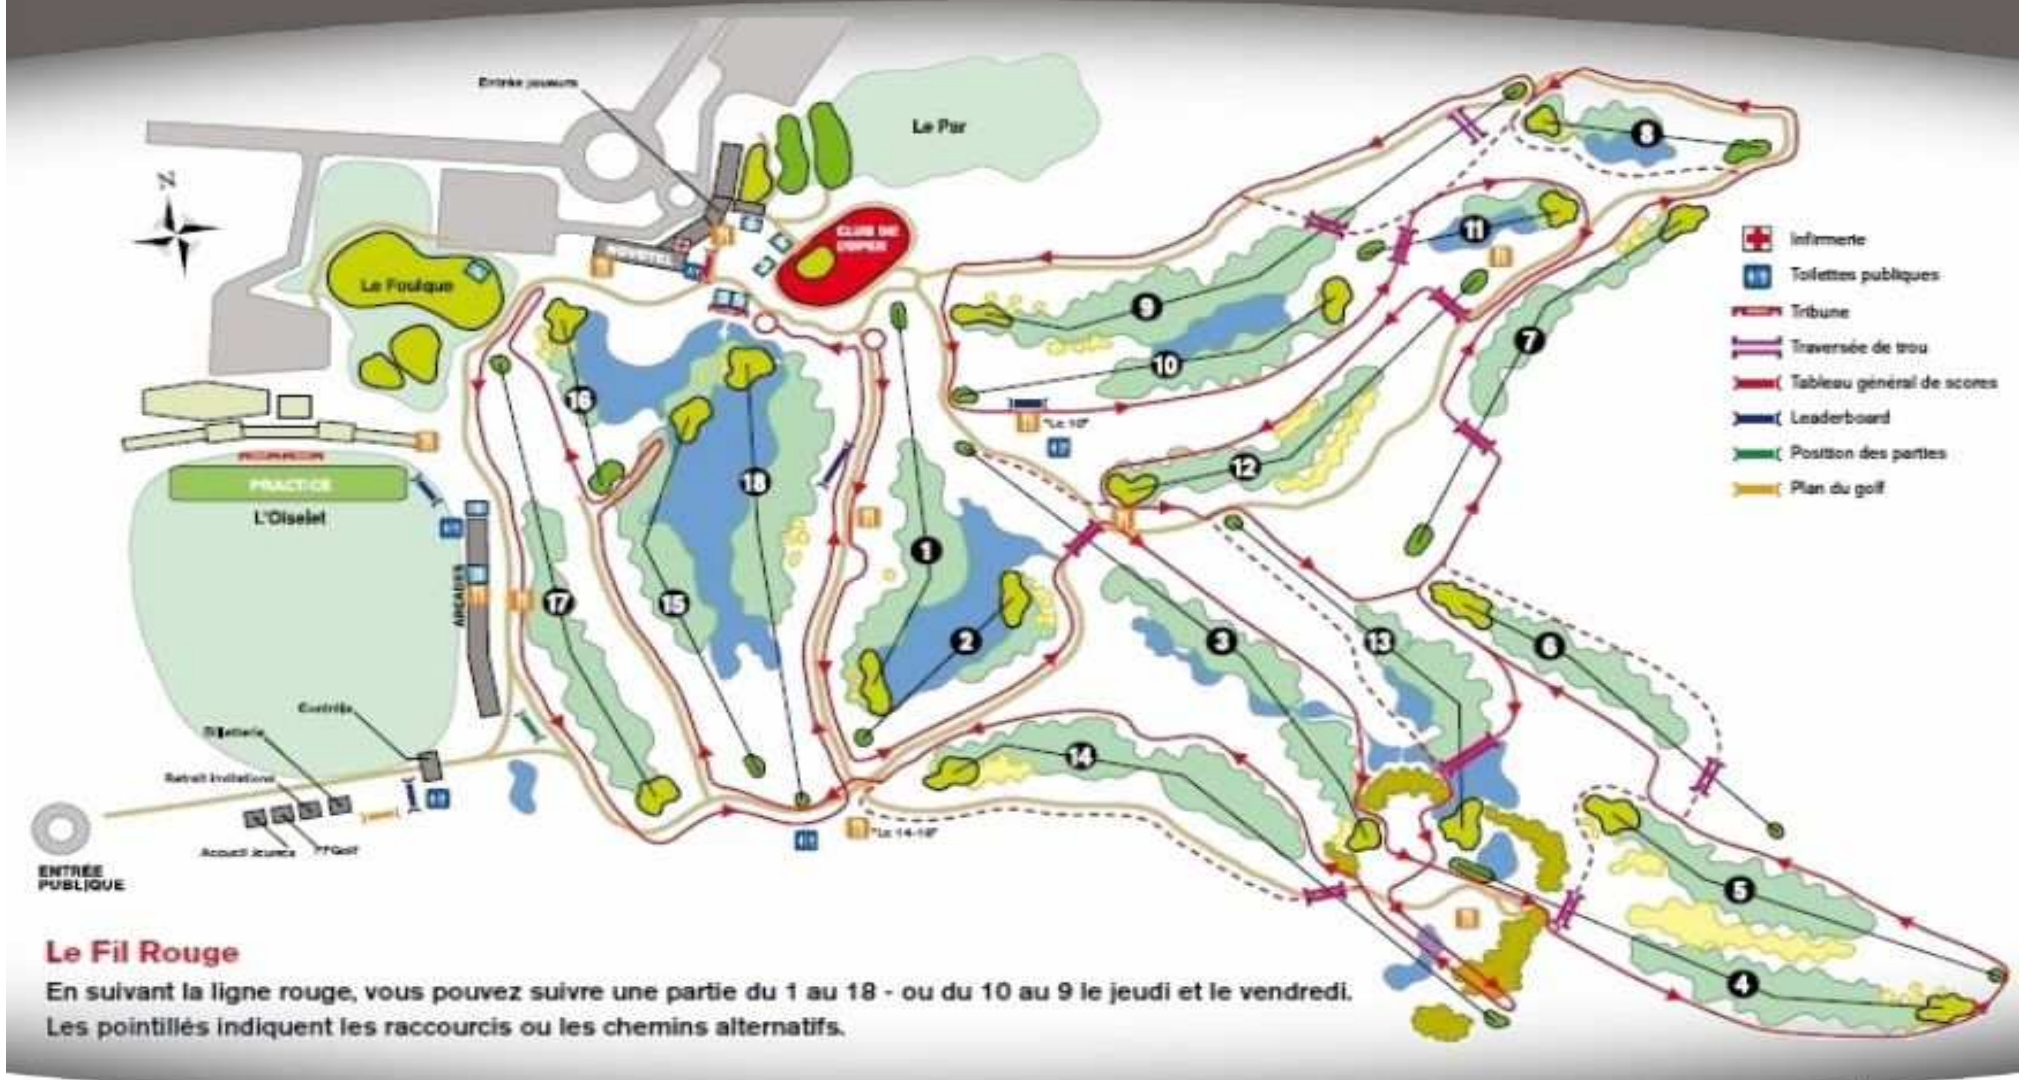 Entrée joueurs
Le Par
N
CLUB DE
L'OPEN
NOVOTEL
Le Foulque
8
11
9
10
7
Infirmerie
Toilettes publiques
Tribune
Traversée de trou
Tableau général de scores
Leaderboard
Position des parties
Plan du golf
"Le 10"
16
12
18
PRACTICE
L'Oiselet
1
ARCADES
17
15
2
3
13
6
Contrôle
Billetterie
Retrait invitations
14
"Le 14-18"
Accueil Jeunes
FFGolf
ENTRÉE
PUBLIQUE
5
4
Le Fil Rouge
En suivant la ligne rouge, vous pouvez suivre une partie du 1 au 18 - ou du 10 au 9 le jeudi et le vendredi.
Les pointillés indiquent les raccourcis ou les chemins alternatifs.